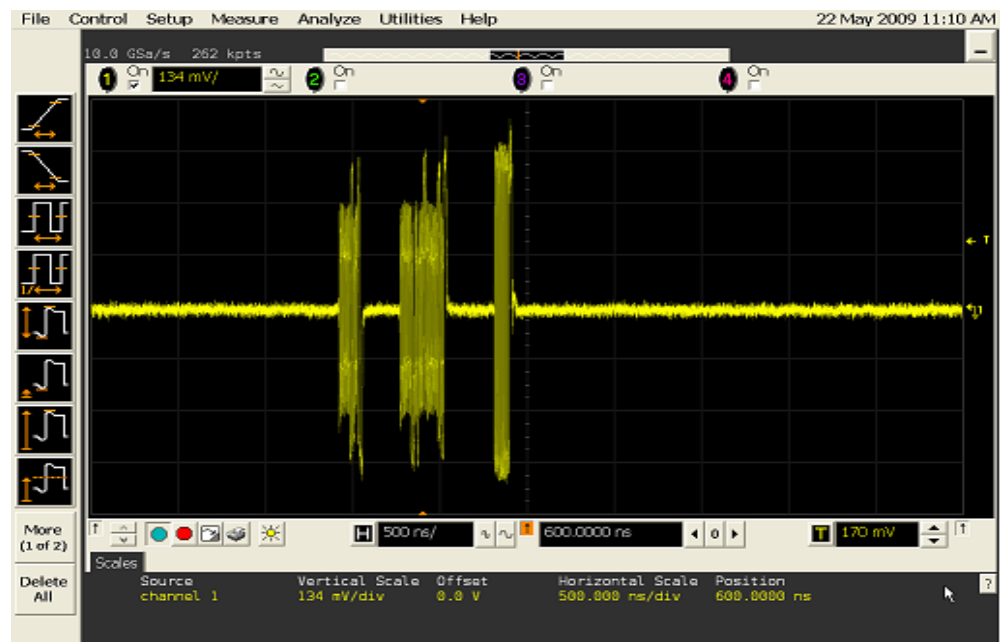 File Control Setup Measure Analyze Utilities Help 22 May 2009 11:10 AM
10.0 GSa/s 262 kpts
1 On 134 mV/ 2 On 3 On 4 On
T
1/
More
(1 of 2)
Delete
All
H 500 ns/ 600.0000 ns 0 T 170 mV
Scales
Source Vertical Scale Offset Horizontal Scale Position
channel 1 134 mV/div 0.0 V 500.000 ns/div 600.0000 ns
?